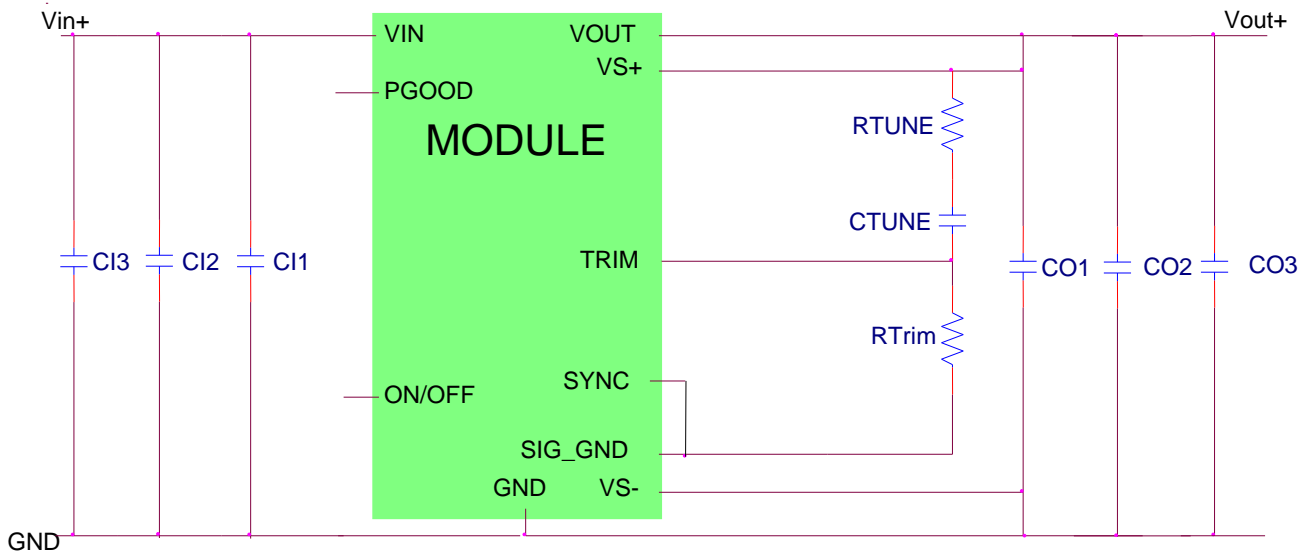 Vin+
Vout+
VIN
VOUT
VS+
PGOOD
MODULE
RTUNE
CTUNE
TRIM
CI3
CI2
CI1
CO1
CO2
CO3
RTrim
SYNC
ON/OFF
SIG_GND
GND
VS-
GND